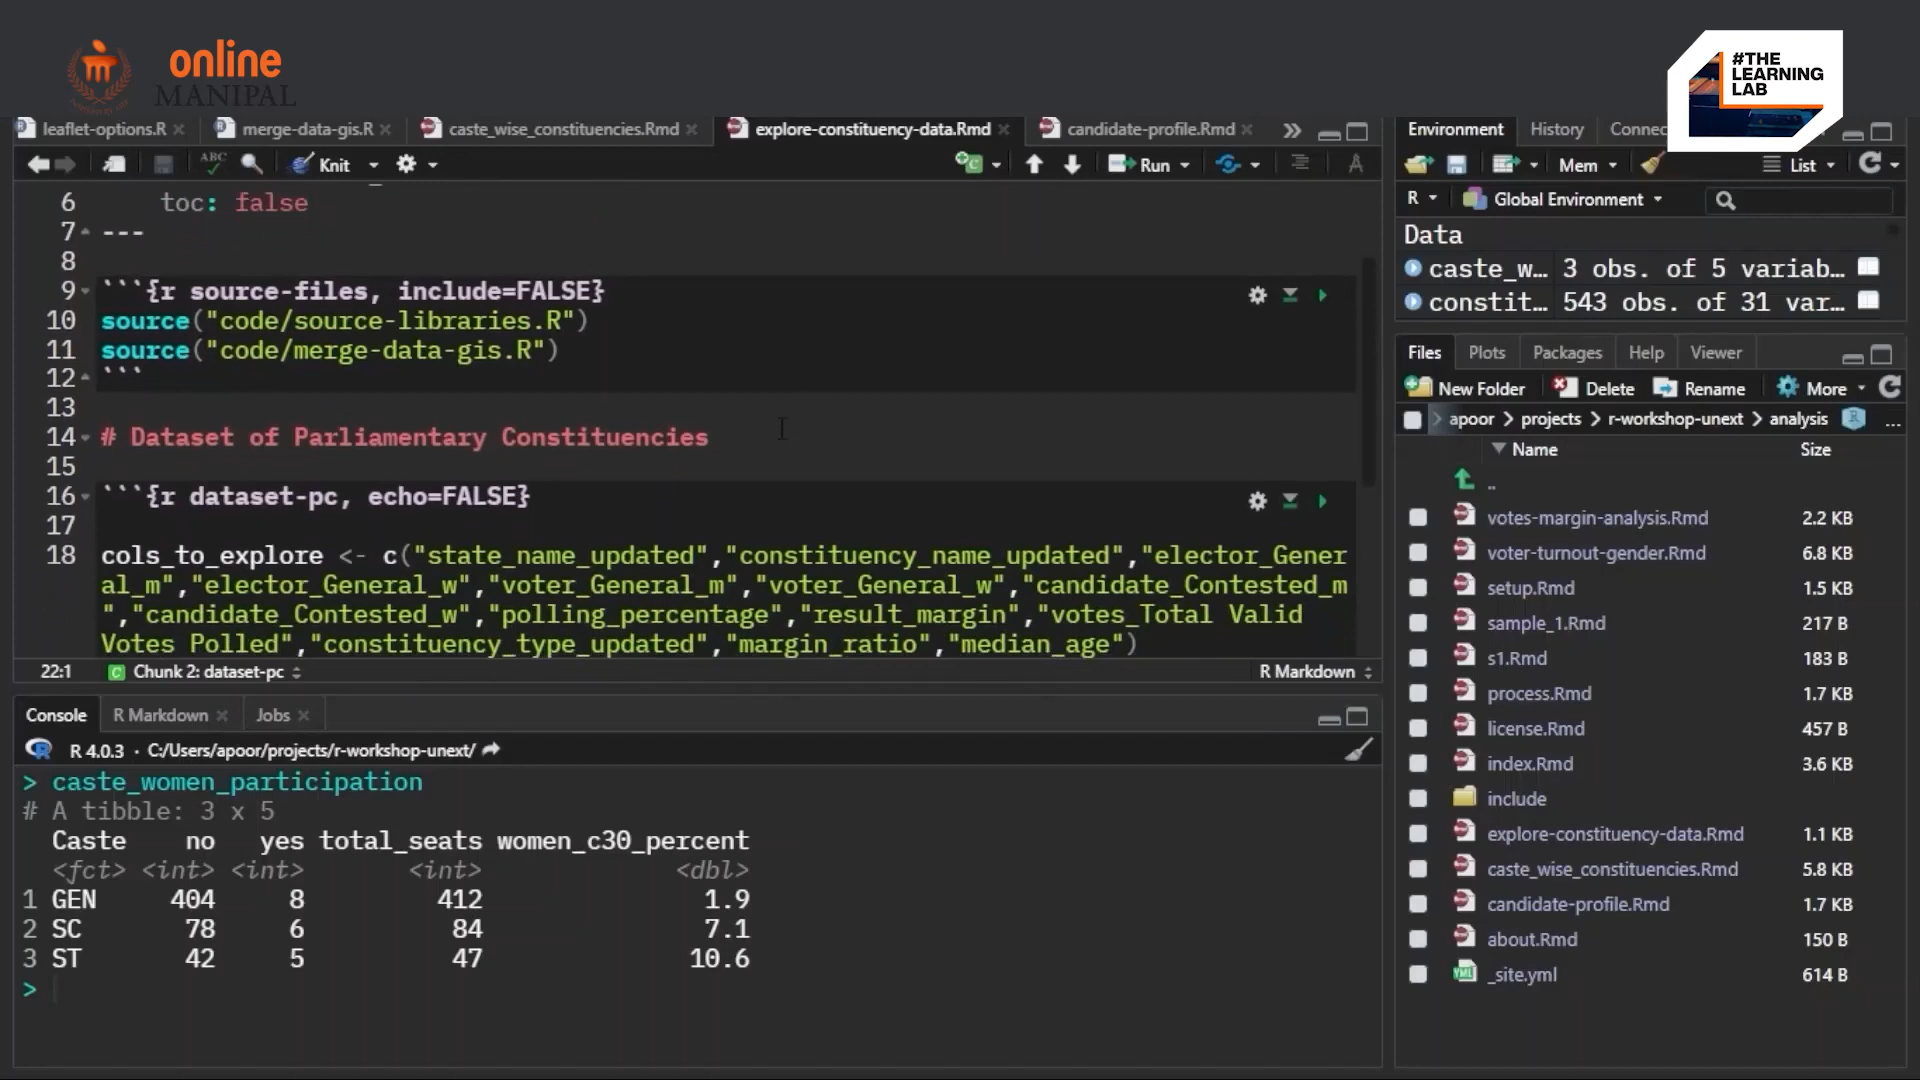 online
MANIPAL
#THE
LEARNING
LAB
leaflet-options.R
merge-data-gis.R
caste_wise_constituencies.Rmd
explore-constituency-data.Rmd
candidate-profile.Rmd
ABC
Knit
Run
6 toc: false
7 ---
8
9 ```{r source-files, include=FALSE}
10 source("code/source-libraries.R")
11 source("code/merge-data-gis.R")
12 ```
13
14 # Dataset of Parliamentary Constituencies
15
16 ```{r dataset-pc, echo=FALSE}
17
18 cols_to_explore <- c("state_name_updated","constituency_name_updated","elector_Gener
al_m","elector_General_w","voter_General_m","voter_General_w","candidate_Contested_m
","candidate_Contested_w","polling_percentage","result_margin","votes_Total Valid
Votes Polled","constituency_type_updated","margin_ratio","median_age")
22:1 Chunk 2: dataset-pc R Markdown
Console R Markdown Jobs
R 4.0.3 · C:/Users/apoor/projects/r-workshop-unext/
> caste_women_participation
# A tibble: 3 x 5
Caste no yes total_seats women_c30_percent
<fct> <int> <int> <int> <dbl>
1 GEN 404 8 412 1.9
2 SC 78 6 84 7.1
3 ST 42 5 47 10.6
>
Environment History Connec
Mem List
R Global Environment
Data
caste_w… 3 obs. of 5 variab…
constit… 543 obs. of 31 var…
Files Plots Packages Help Viewer
New Folder Delete Rename More
apoor > projects > r-workshop-unext > analysis ...
Name Size
..
votes-margin-analysis.Rmd 2.2 KB
voter-turnout-gender.Rmd 6.8 KB
setup.Rmd 1.5 KB
sample_1.Rmd 217 B
s1.Rmd 183 B
process.Rmd 1.7 KB
license.Rmd 457 B
index.Rmd 3.6 KB
include
explore-constituency-data.Rmd 1.1 KB
caste_wise_constituencies.Rmd 5.8 KB
candidate-profile.Rmd 1.7 KB
about.Rmd 150 B
_site.yml 614 B